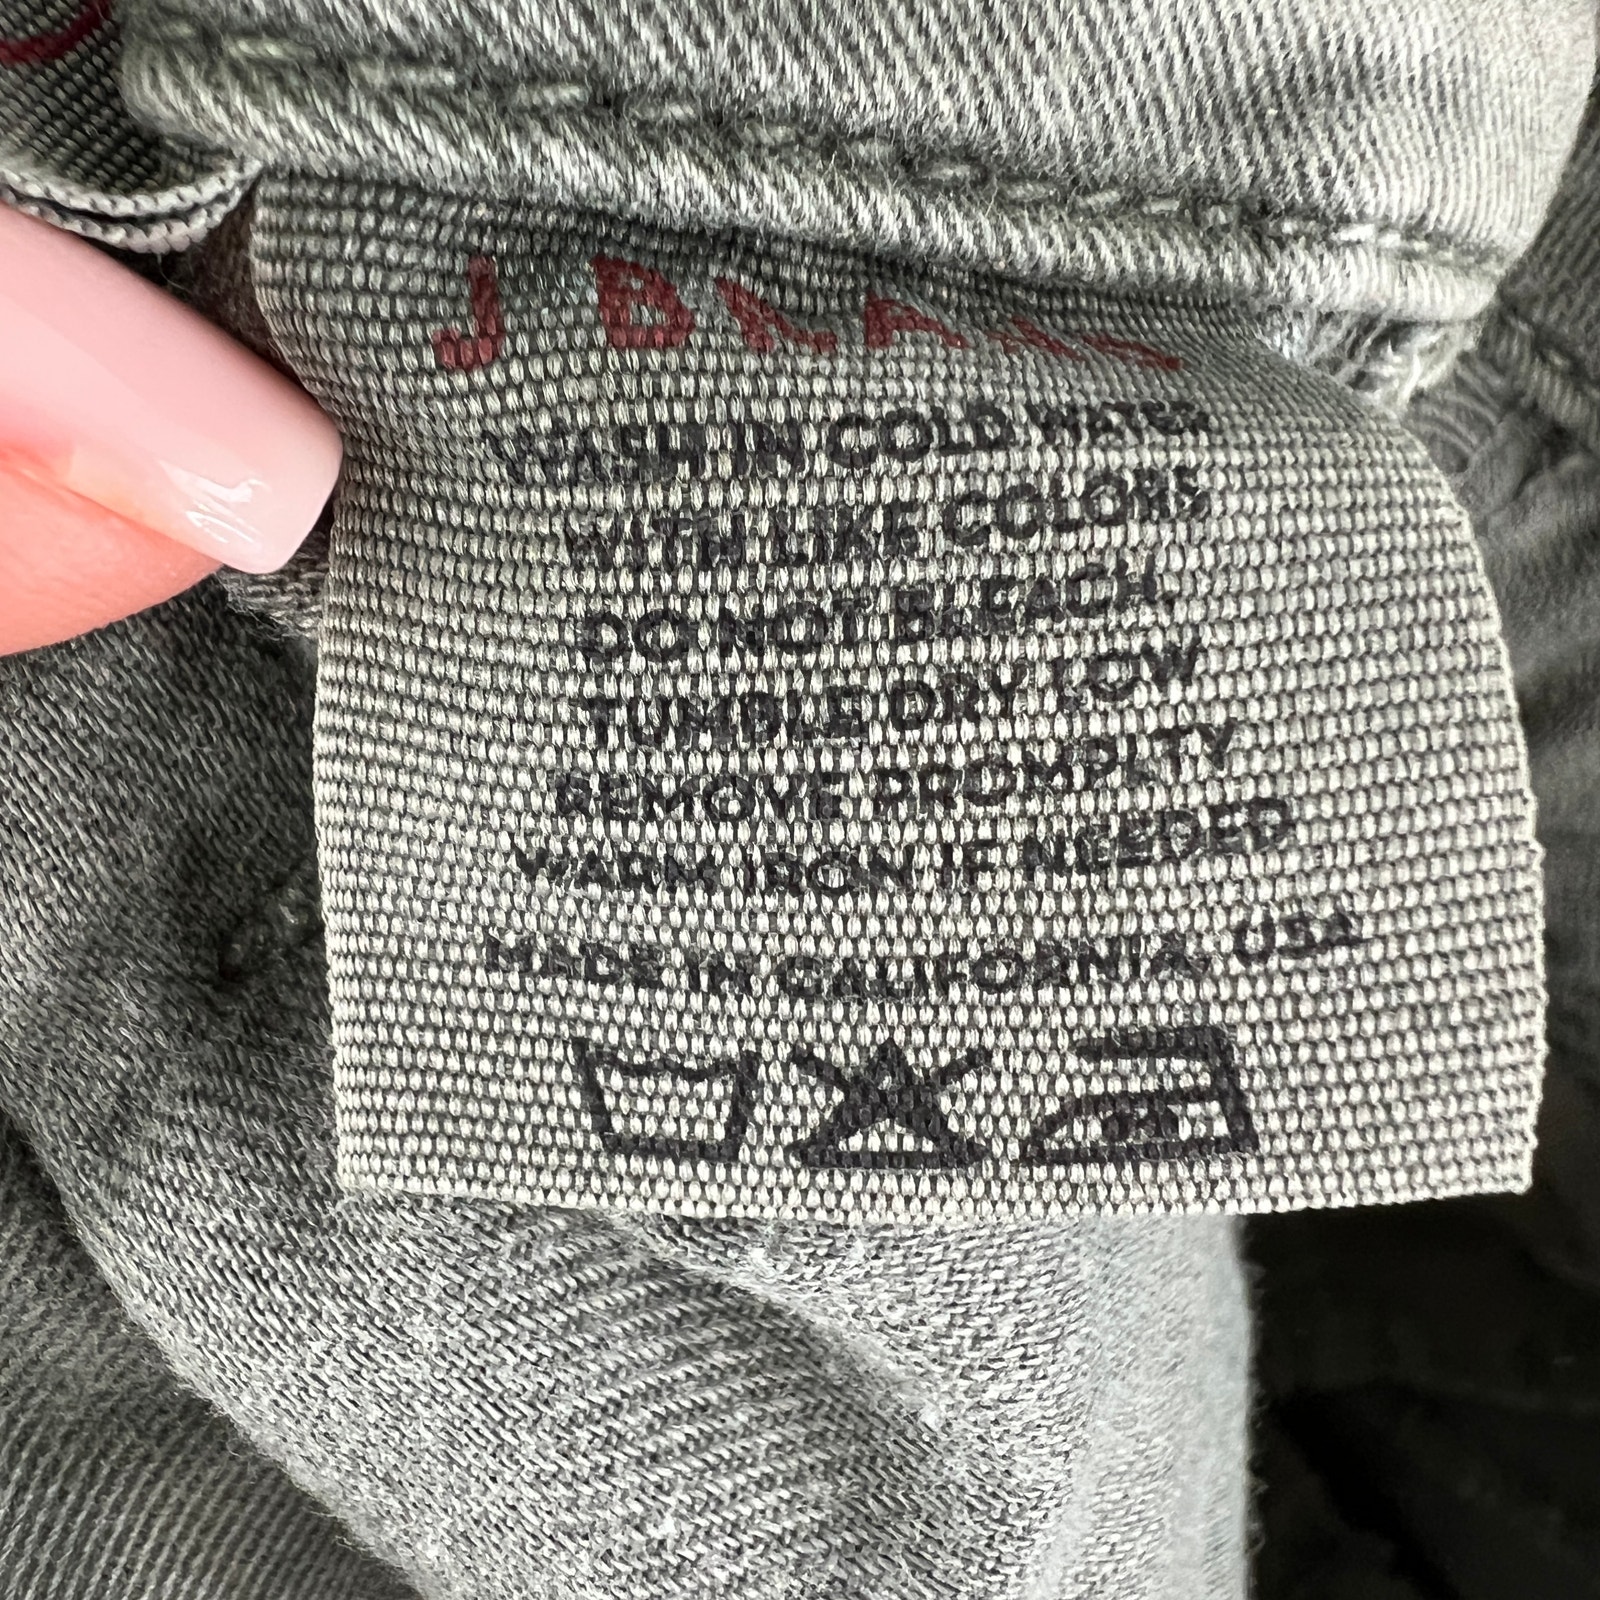 J BRAND
WASH IN COLD WATER
WITH LIKE COLORS
DO NOT BLEACH
TUMBLE DRY LOW
REMOVE PROMPLTY
WARM IRON IF NEEDED
MADE IN CALIFORNIA, USA